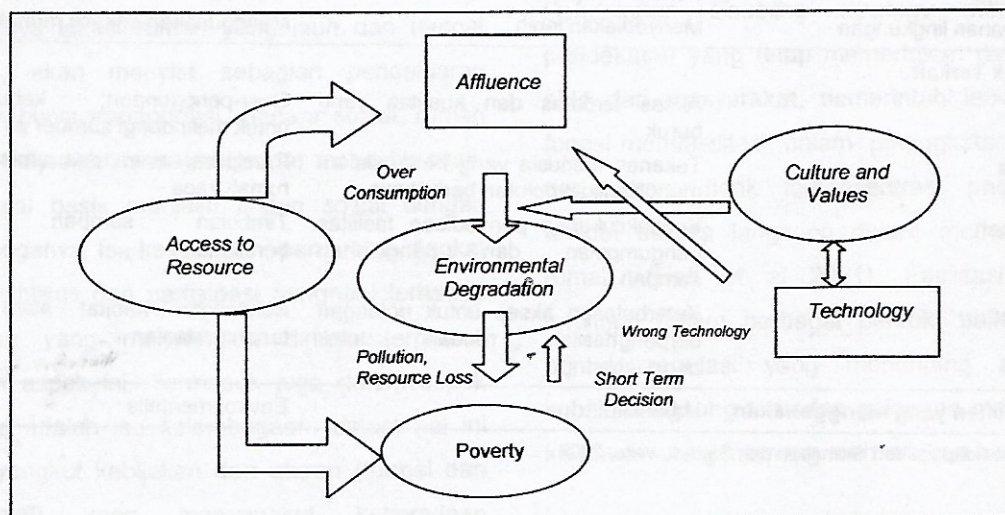 Affluence
Over
Consumption
Culture and
Values
Access to
Resource
Environmental
Degradation
Technology
Wrong Technology
Pollution,
Resource Loss
Short Term
Decision
Poverty